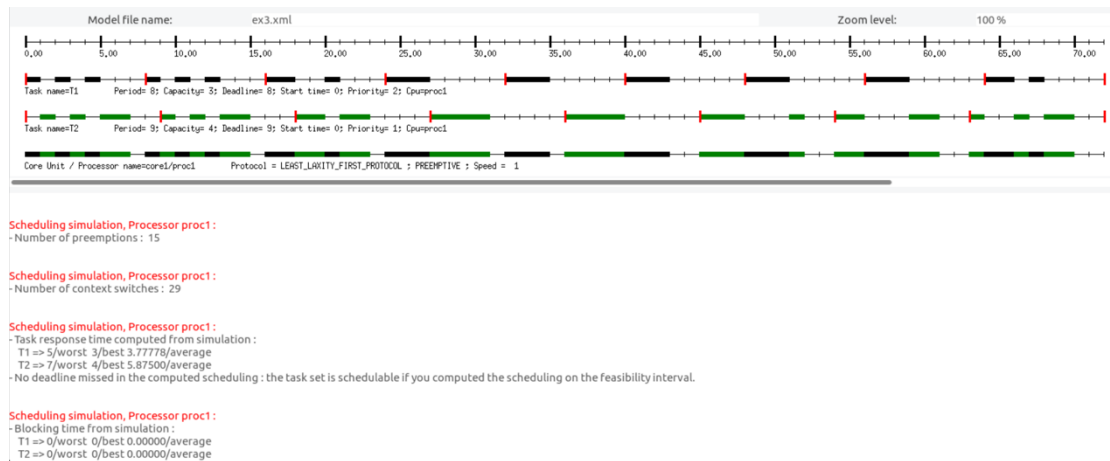 Model file name: ex3.xml Zoom level: 100 %
0,00 5,00 10,00 15,00 20,00 25,00 30,00 35,00 40,00 45,00 50,00 55,00 60,00 65,00 70,00
Task name=T1 Period= 8; Capacity= 3; Deadline= 8; Start time= 0; Priority= 2; Cpu=proc1
Task name=T2 Period= 9; Capacity= 4; Deadline= 9; Start time= 0; Priority= 1; Cpu=proc1
Core Unit / Processor name=core1/proc1 Protocol = LEAST_LAXITY_FIRST_PROTOCOL ; PREEMPTIVE ; Speed = 1
Scheduling simulation, Processor proc1 :
- Number of preemptions : 15
Scheduling simulation, Processor proc1 :
- Number of context switches : 29
Scheduling simulation, Processor proc1 :
- Task response time computed from simulation :
T1 => 5/worst 3/best 3.77778/average
T2 => 7/worst 4/best 5.87500/average
- No deadline missed in the computed scheduling : the task set is schedulable if you computed the scheduling on the feasibility interval.
Scheduling simulation, Processor proc1 :
- Blocking time from simulation :
T1 => 0/worst 0/best 0.00000/average
T2 => 0/worst 0/best 0.00000/average